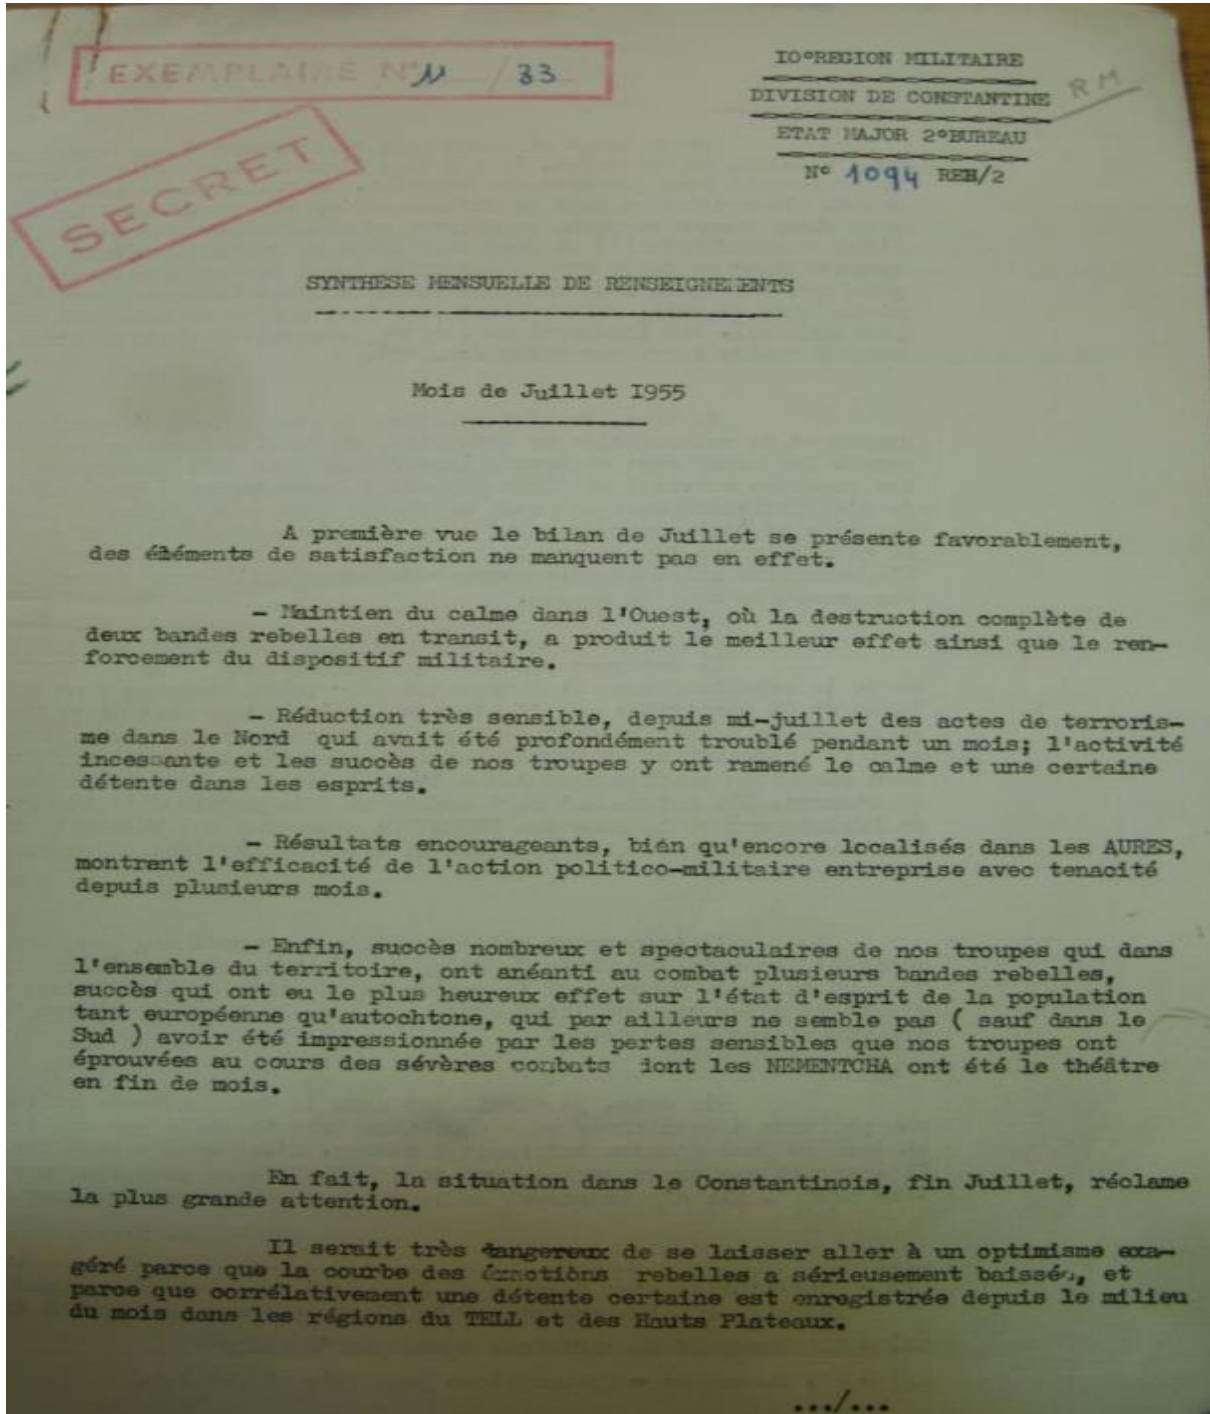 EXEMPLAIRE N° 11 / 33
SECRET
IO°REGION MILITAIRE
DIVISION DE CONSTANTINE
RM
ETAT MAJOR 2°BUREAU
N° 1094 REH/2
SYNTHESE MENSUELLE DE RENSEIGNE ENTS
Mois de Juillet I955
A première vue le bilan de Juillet se présente favorablement,
des éléments de satisfaction ne manquent pas en effet.
- Maintien du calme dans l'Ouest, où la destruction complète de
deux bandes rebelles en transit, a produit le meilleur effet ainsi que le ren-
forcement du dispositif militaire.
- Réduction très sensible, depuis mi-juillet des actes de terroris-
me dans le Nord qui avait été profondément troublé pendant un mois; l'activité
incessante et les succès de nos troupes y ont ramené le calme et une certaine
détente dans les esprits.
- Résultats encourageants, bién qu'encore localisés dans les AURES,
montrant l'efficacité de l'action politico-militaire entreprise avec tenacité
depuis plusieurs mois.
- Enfin, succès nombreux et spectaculaires de nos troupes qui dans
l'ensemble du territoire, ont anéanti au combat plusieurs bandes rebelles,
succès qui ont eu le plus heureux effet sur l'état d'esprit de la population
tant européenne qu'autochtone, qui par ailleurs ne semble pas ( sauf dans le
Sud ) avoir été impressionnée par les pertes sensibles que nos troupes ont
éprouvées au cours des sévères combats dont les NEMENTCHA ont été le théâtre
en fin de mois.
En fait, la situation dans le Constantinois, fin Juillet, réclame
la plus grande attention.
Il serait très dangereux de se laisser aller à un optimisme exa-
géré parce que la courbe des éxactions rebelles a sérieusement baissée, et
parce que corrélativement une détente certaine est enregistrée depuis le milieu
du mois dans les régions du TELL et des Hauts Plateaux.
.../...